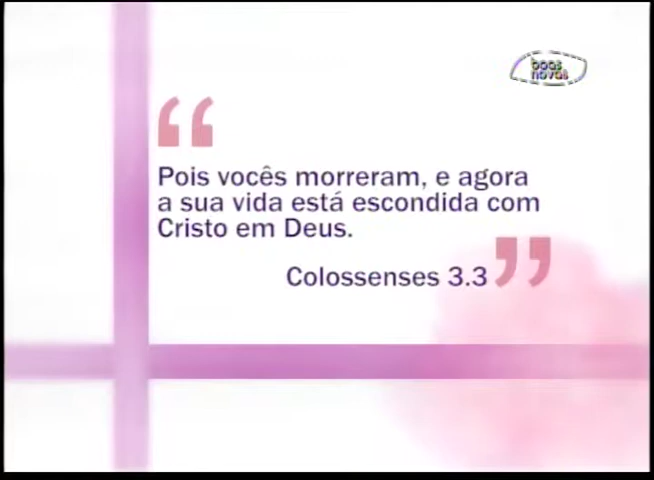 boas
novas
“
Pois vocês morreram, e agora
a sua vida está escondida com
Cristo em Deus.
Colossenses 3.3 ”